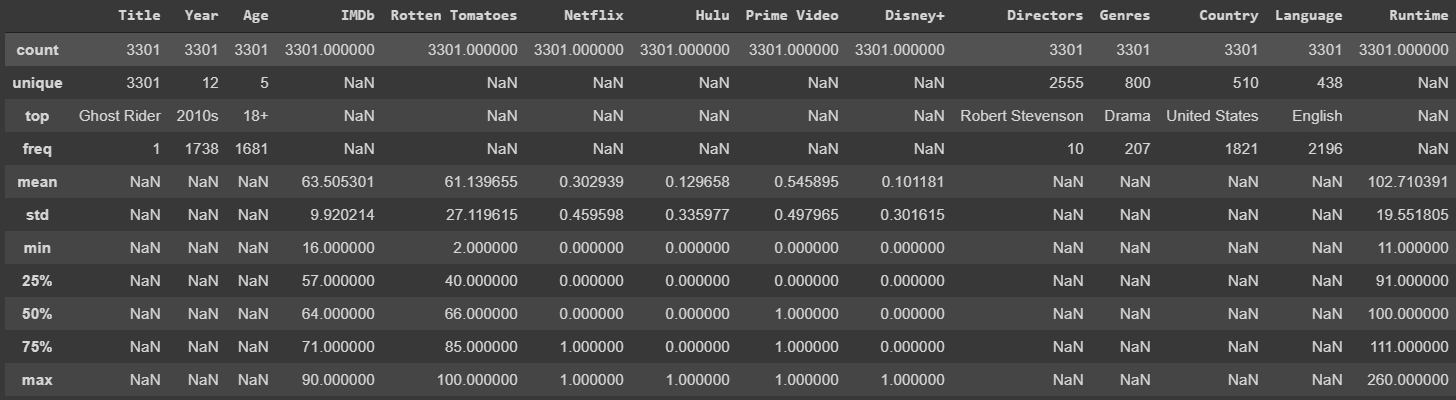 Title Year Age IMDb Rotten Tomatoes Netflix Hulu Prime Video Disney+ Directors Genres Country Language Runtime
count 3301 3301 3301 3301.000000 3301.000000 3301.000000 3301.000000 3301.000000 3301.000000 3301 3301 3301 3301 3301.000000
unique 3301 12 5 NaN NaN NaN NaN NaN NaN 2555 800 510 438 NaN
top Ghost Rider 2010s 18+ NaN NaN NaN NaN NaN NaN Robert Stevenson Drama United States English NaN
freq 1 1738 1681 NaN NaN NaN NaN NaN NaN 10 207 1821 2196 NaN
mean NaN NaN NaN 63.505301 61.139655 0.302939 0.129658 0.545895 0.101181 NaN NaN NaN NaN 102.710391
std NaN NaN NaN 9.920214 27.119615 0.459598 0.335977 0.497965 0.301615 NaN NaN NaN NaN 19.551805
min NaN NaN NaN 16.000000 2.000000 0.000000 0.000000 0.000000 0.000000 NaN NaN NaN NaN 11.000000
25% NaN NaN NaN 57.000000 40.000000 0.000000 0.000000 0.000000 0.000000 NaN NaN NaN NaN 91.000000
50% NaN NaN NaN 64.000000 66.000000 0.000000 0.000000 1.000000 0.000000 NaN NaN NaN NaN 100.000000
75% NaN NaN NaN 71.000000 85.000000 1.000000 0.000000 1.000000 0.000000 NaN NaN NaN NaN 111.000000
max NaN NaN NaN 90.000000 100.000000 1.000000 1.000000 1.000000 1.000000 NaN NaN NaN NaN 260.000000